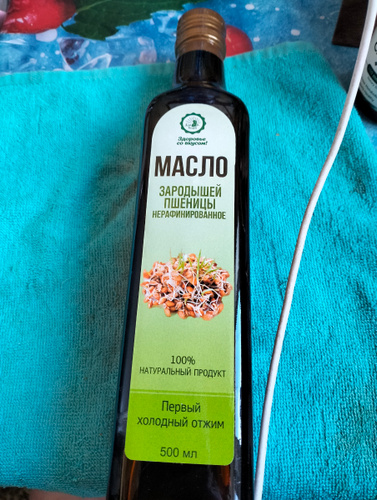 Здоровье
со вкусом!
МАСЛО
ЗАРОДЫШЕЙ
ПШЕНИЦЫ
НЕРАФИНИРОВАННОЕ
100%
НАТУРАЛЬНЫЙ ПРОДУКТ
Первый
холодный отжим
500 мл